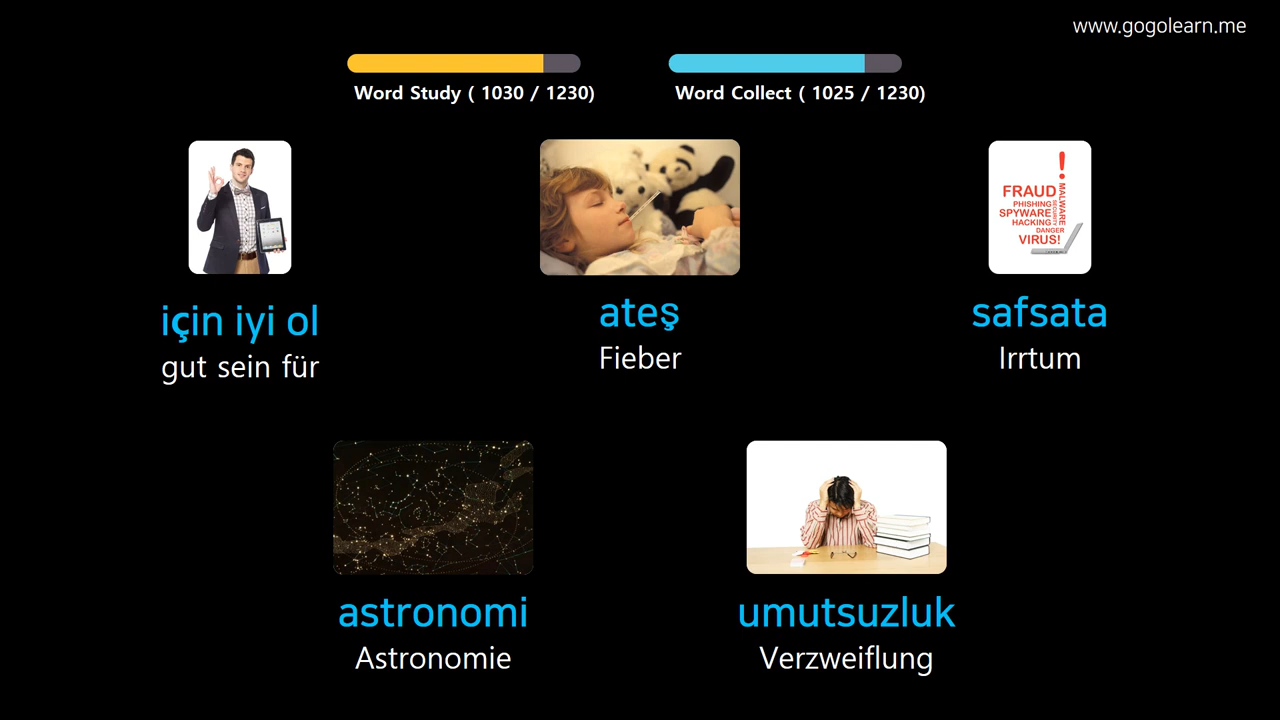 www.gogolearn.me
Word Study ( 1030 / 1230)
Word Collect ( 1025 / 1230)
FRAUD
PHISHING
SPYWARE
HACKING
DANGER
VIRUS!
!
MALWARE
SECURITY
için iyi ol
gut sein für
ateş
Fieber
safsata
Irrtum
astronomi
Astronomie
umutsuzluk
Verzweiflung